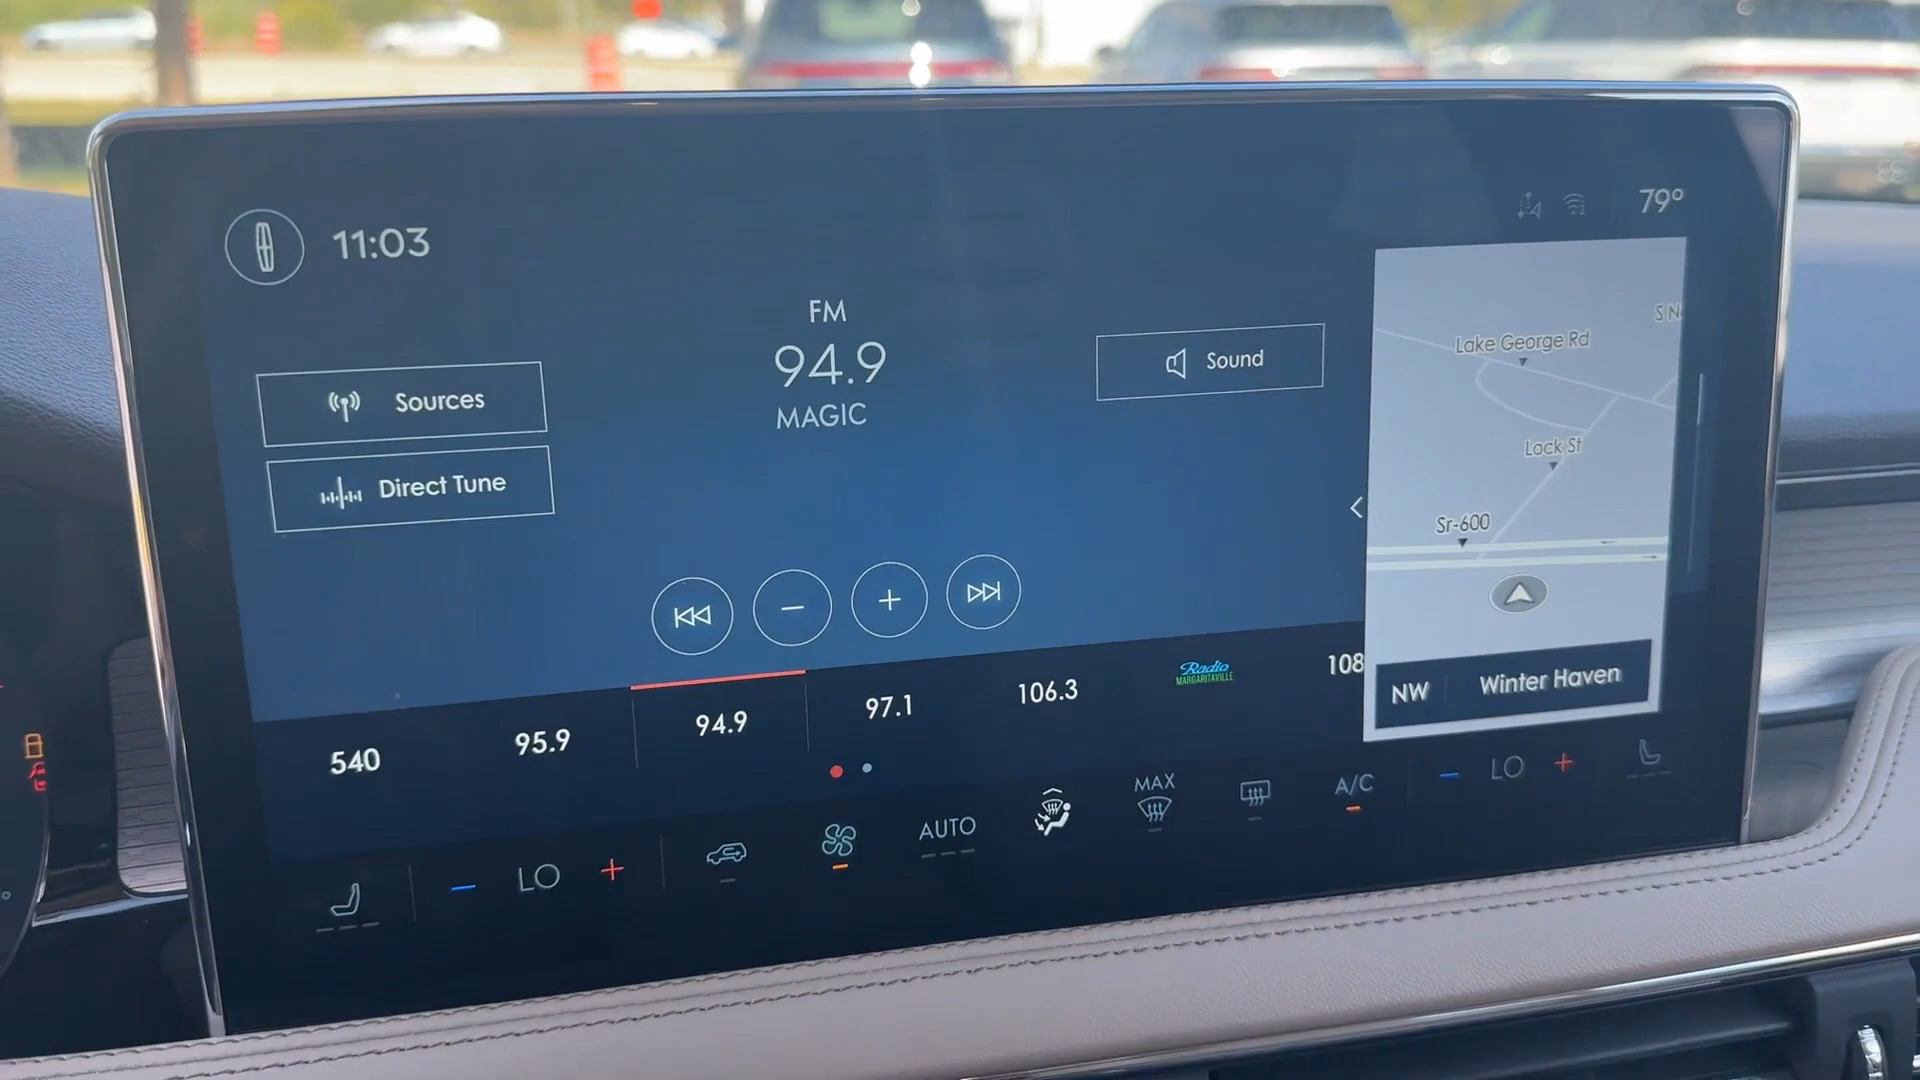 11:03
79°
FM
94.9
MAGIC
Sources
Direct Tune
Sound
S N
Lake George Rd
Lock St
Sr-600
NW
Winter Haven
540
95.9
94.9
97.1
106.3
Radio
MARGARITAVILLE
108
LO
AUTO
MAX
A/C
LO